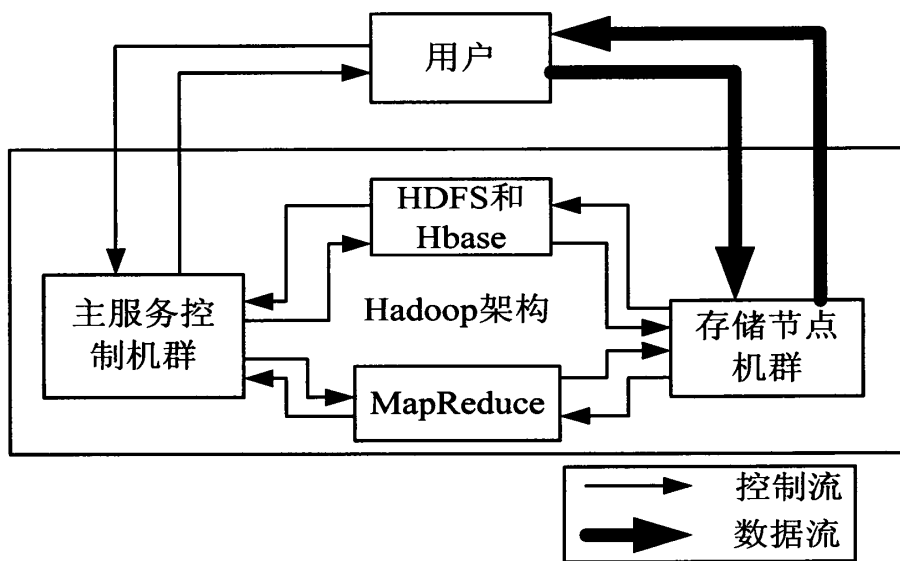 用户
HDFS和
Hbase
主服务控
制机群
Hadoop架构
存储节点
机群
MapReduce
控制流
数据流